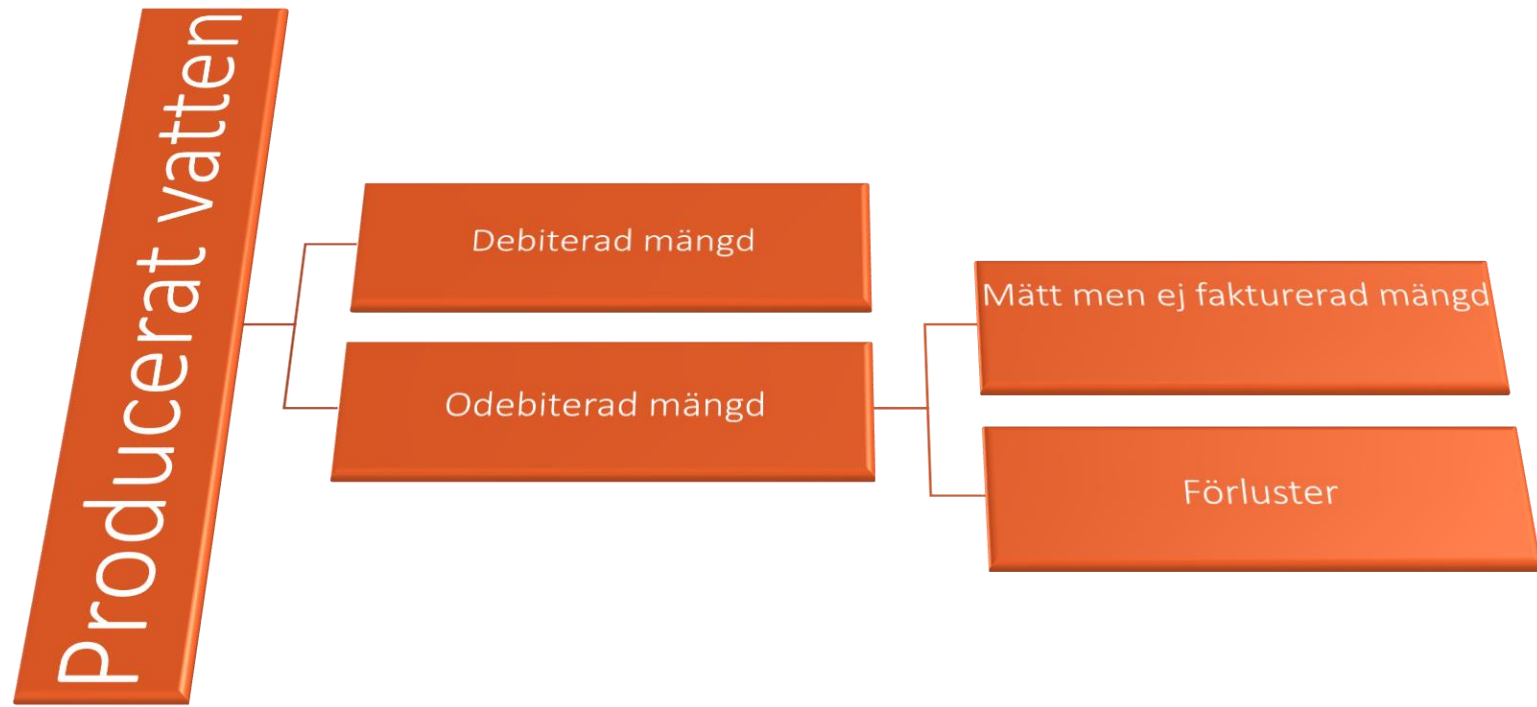 Producerat vatten
Debiterad mängd
Odebiterad mängd
Mätt men ej fakturerad mängd
Förluster